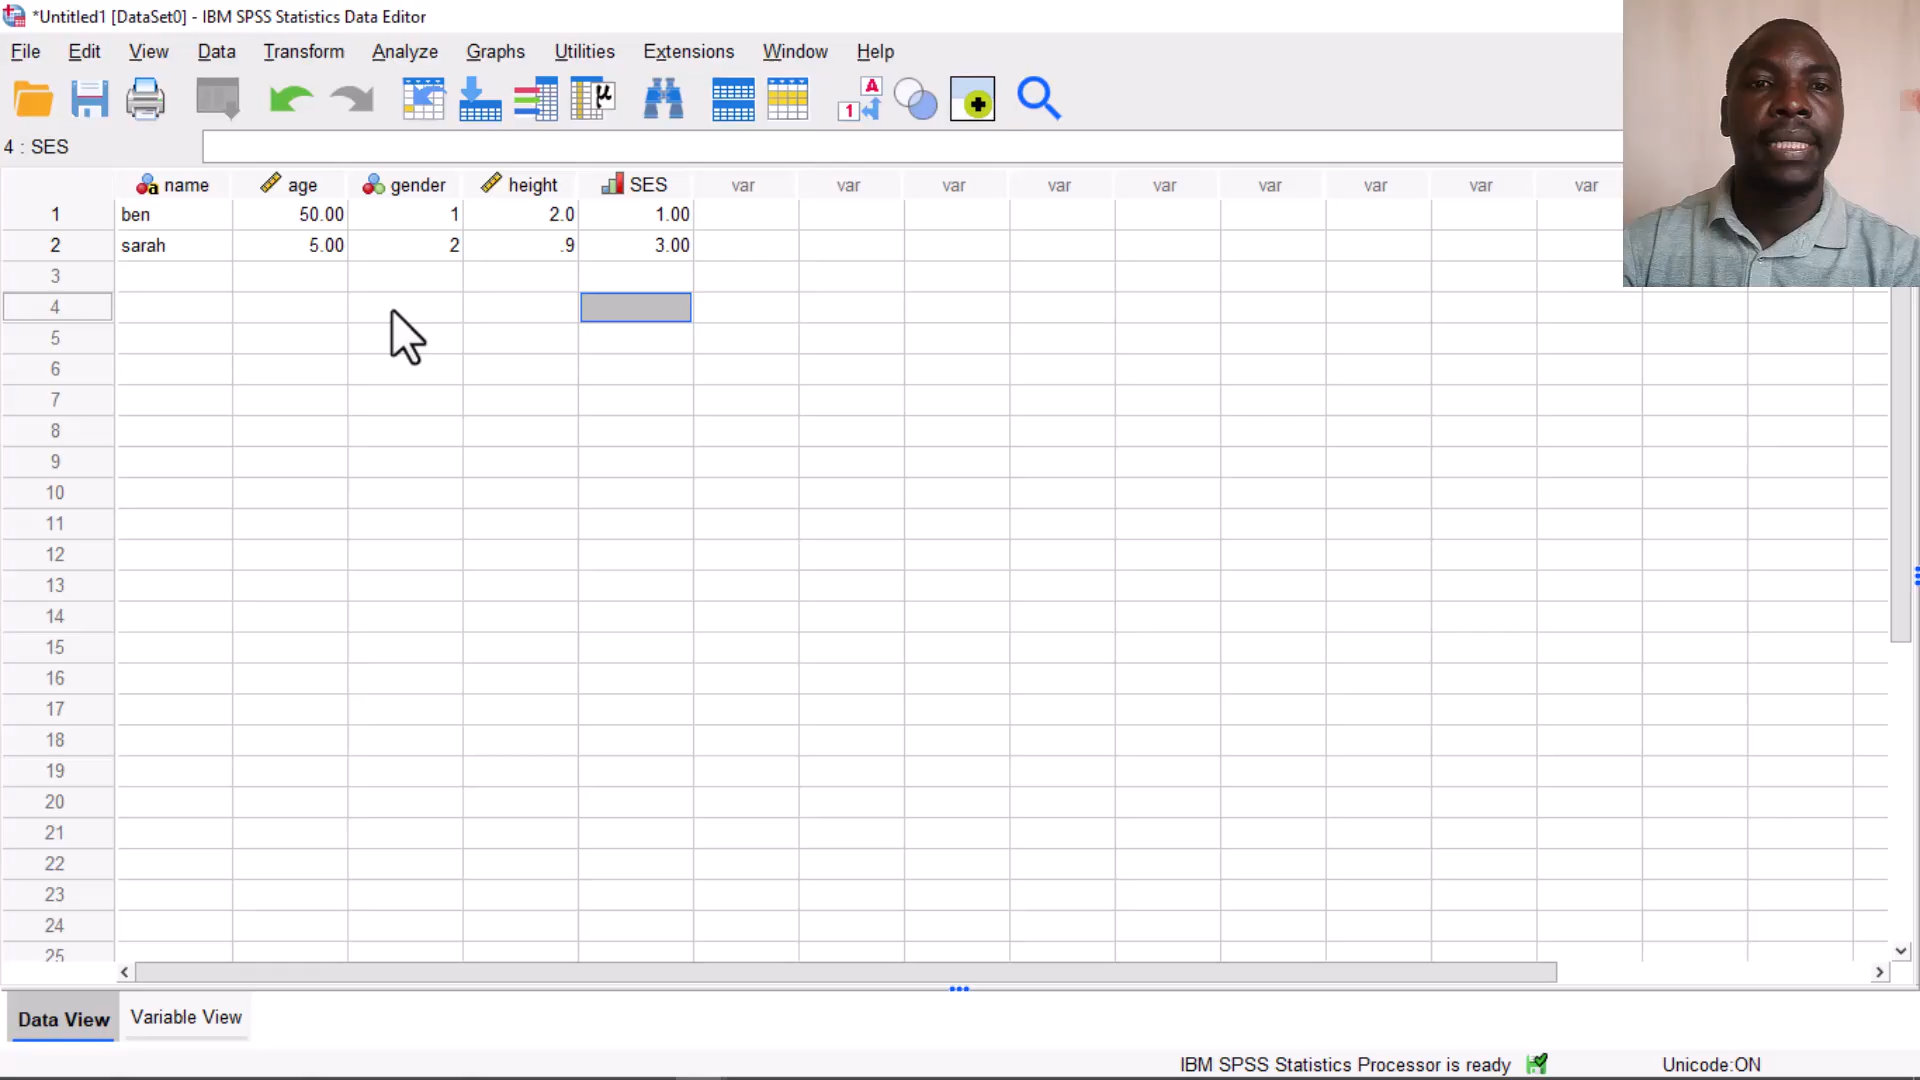 *Untitled1 [DataSet0] - IBM SPSS Statistics Data Editor
File Edit View Data Transform Analyze Graphs Utilities Extensions Window Help
4 : SES
name age gender height SES var var var var var var var var var
1 ben 50.00 1 2.0 1.00
2 sarah 5.00 2 .9 3.00
3
4
5
6
7
8
9
10
11
12
13
14
15
16
17
18
19
20
21
22
23
24
25
Data View Variable View
IBM SPSS Statistics Processor is ready Unicode:ON